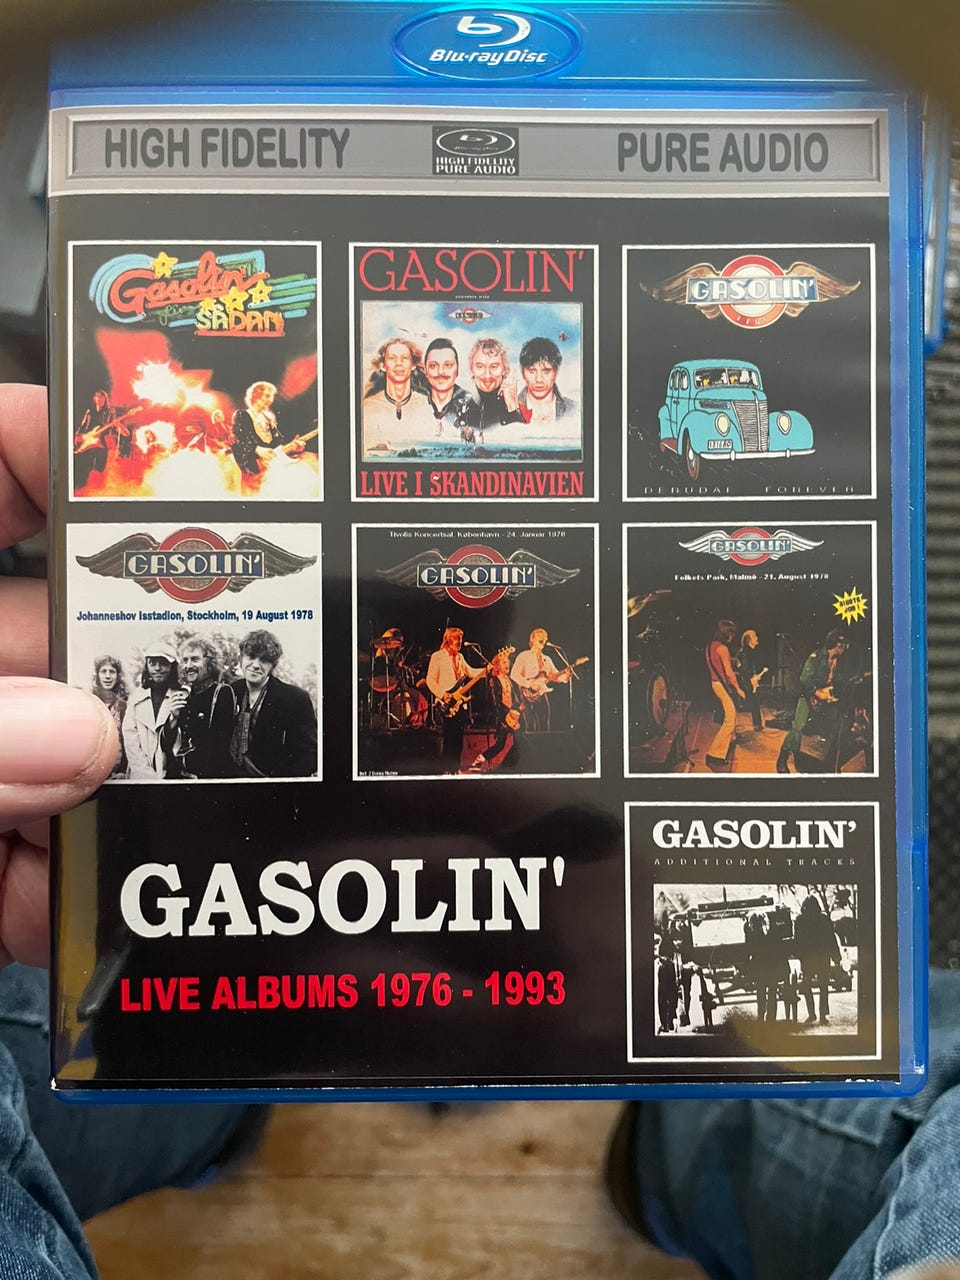 Blu-ray Disc
HIGH FIDELITY
HIGH FIDELITY
PURE AUDIO
PURE AUDIO
Gasolin'
live
SÅDAN
GASOLIN'
LIVE I SKANDINAVIEN
GASOLIN'
DERUDAF FOREVER
GASOLIN'
Johanneshov Isstadion, Stockholm, 19 August 1978
Tivolis Koncertsal, København - 24. Januar 1978
GASOLIN'
GASOLIN'
Folkets Park, Malmö - 21. August 1978
GASOLIN'
LIVE ALBUMS 1976 - 1993
GASOLIN'
ADDITIONAL TRACKS